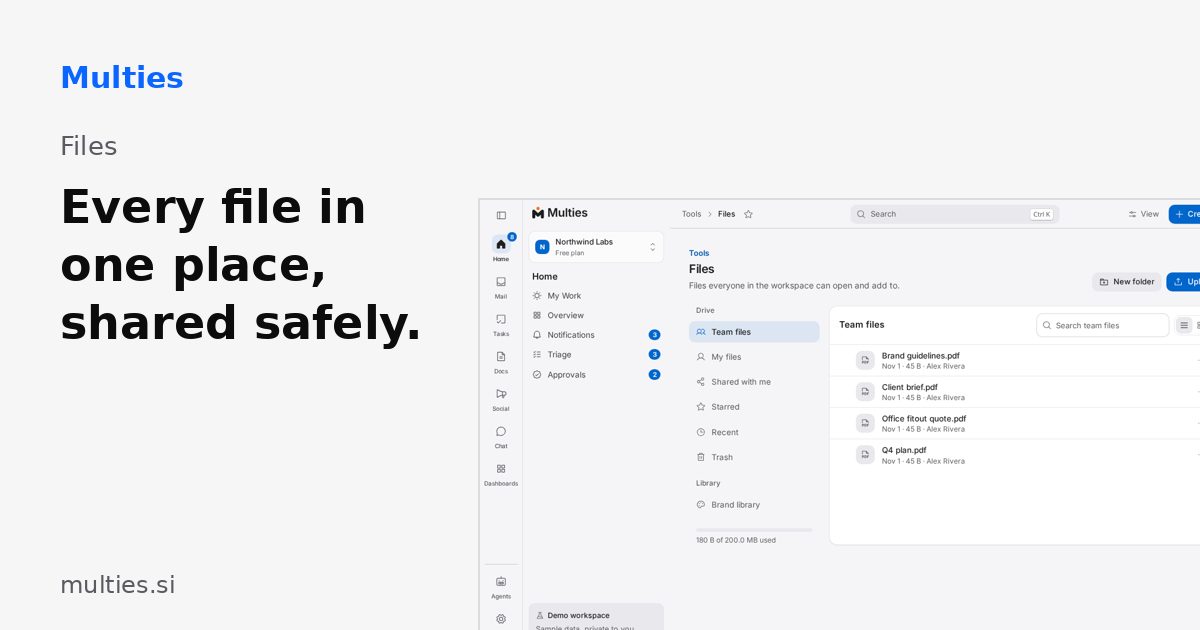 Multies
Files
Every file in
one place,
shared safely.
multies.si
Multies
Tools > Files
Search
Ctrl K
View
8
Home
Mail
Tasks
Docs
Social
Chat
Dashboards
Agents
N
Northwind Labs
Free plan
Home
My Work
Overview
Notifications 3
Triage 3
Approvals 2
Demo workspace
Tools
Files
Files everyone in the workspace can open and add to.
New folder
Drive
Team files
My files
Shared with me
Starred
Recent
Trash
Library
Brand library
180 B of 200.0 MB used
Team files
Search team files
Brand guidelines.pdf
Nov 1 · 45 B · Alex Rivera
Client brief.pdf
Nov 1 · 45 B · Alex Rivera
Office fitout quote.pdf
Nov 1 · 45 B · Alex Rivera
Q4 plan.pdf
Nov 1 · 45 B · Alex Rivera